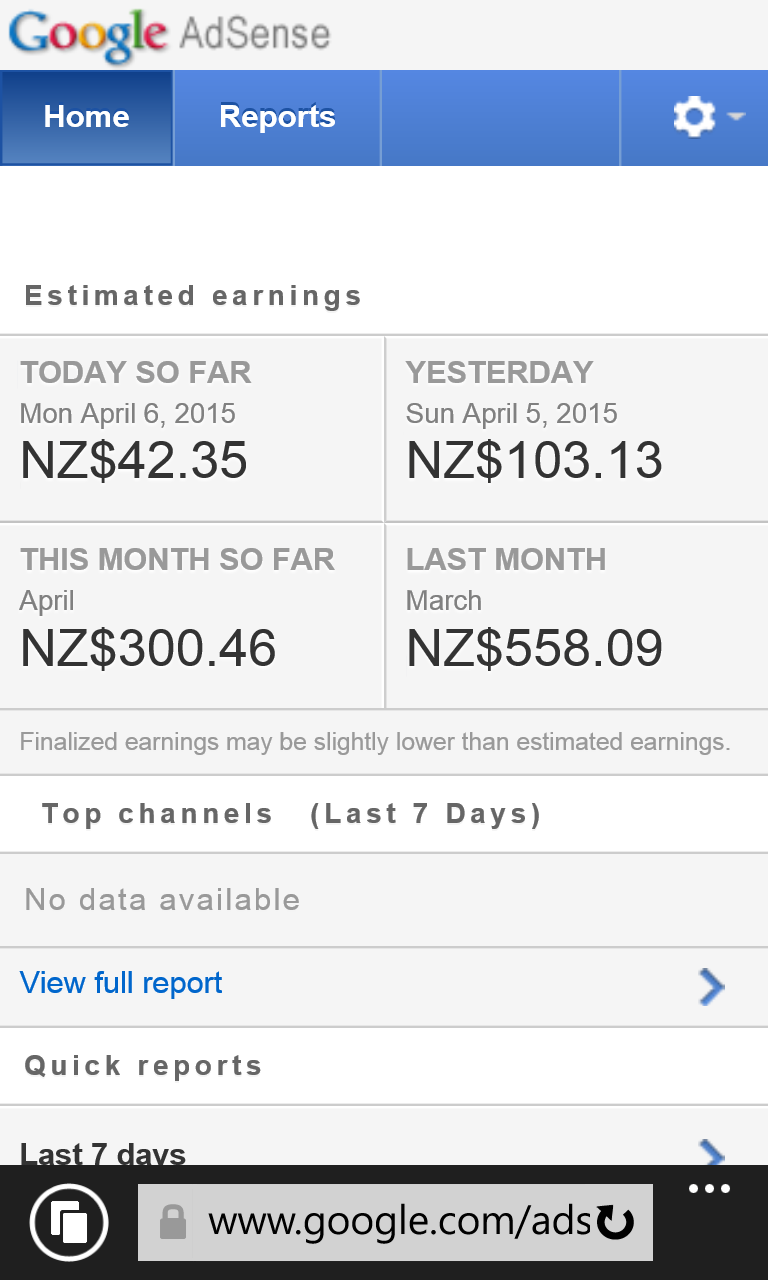 Google AdSense
Home Reports
Estimated earnings
TODAY SO FAR
Mon April 6, 2015
NZ$42.35
YESTERDAY
Sun April 5, 2015
NZ$103.13
THIS MONTH SO FAR
April
NZ$300.46
LAST MONTH
March
NZ$558.09
Finalized earnings may be slightly lower than estimated earnings.
Top channels (Last 7 Days)
No data available
View full report
Quick reports
Last 7 days
www.google.com/ads